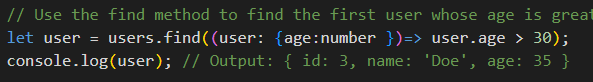 // Use the find method to find the first user whose age is
let user = users.find((user: {age:number })=> user.age > 30);
console.log(user); // Output: { id: 3, name: 'Doe', age: 35 }